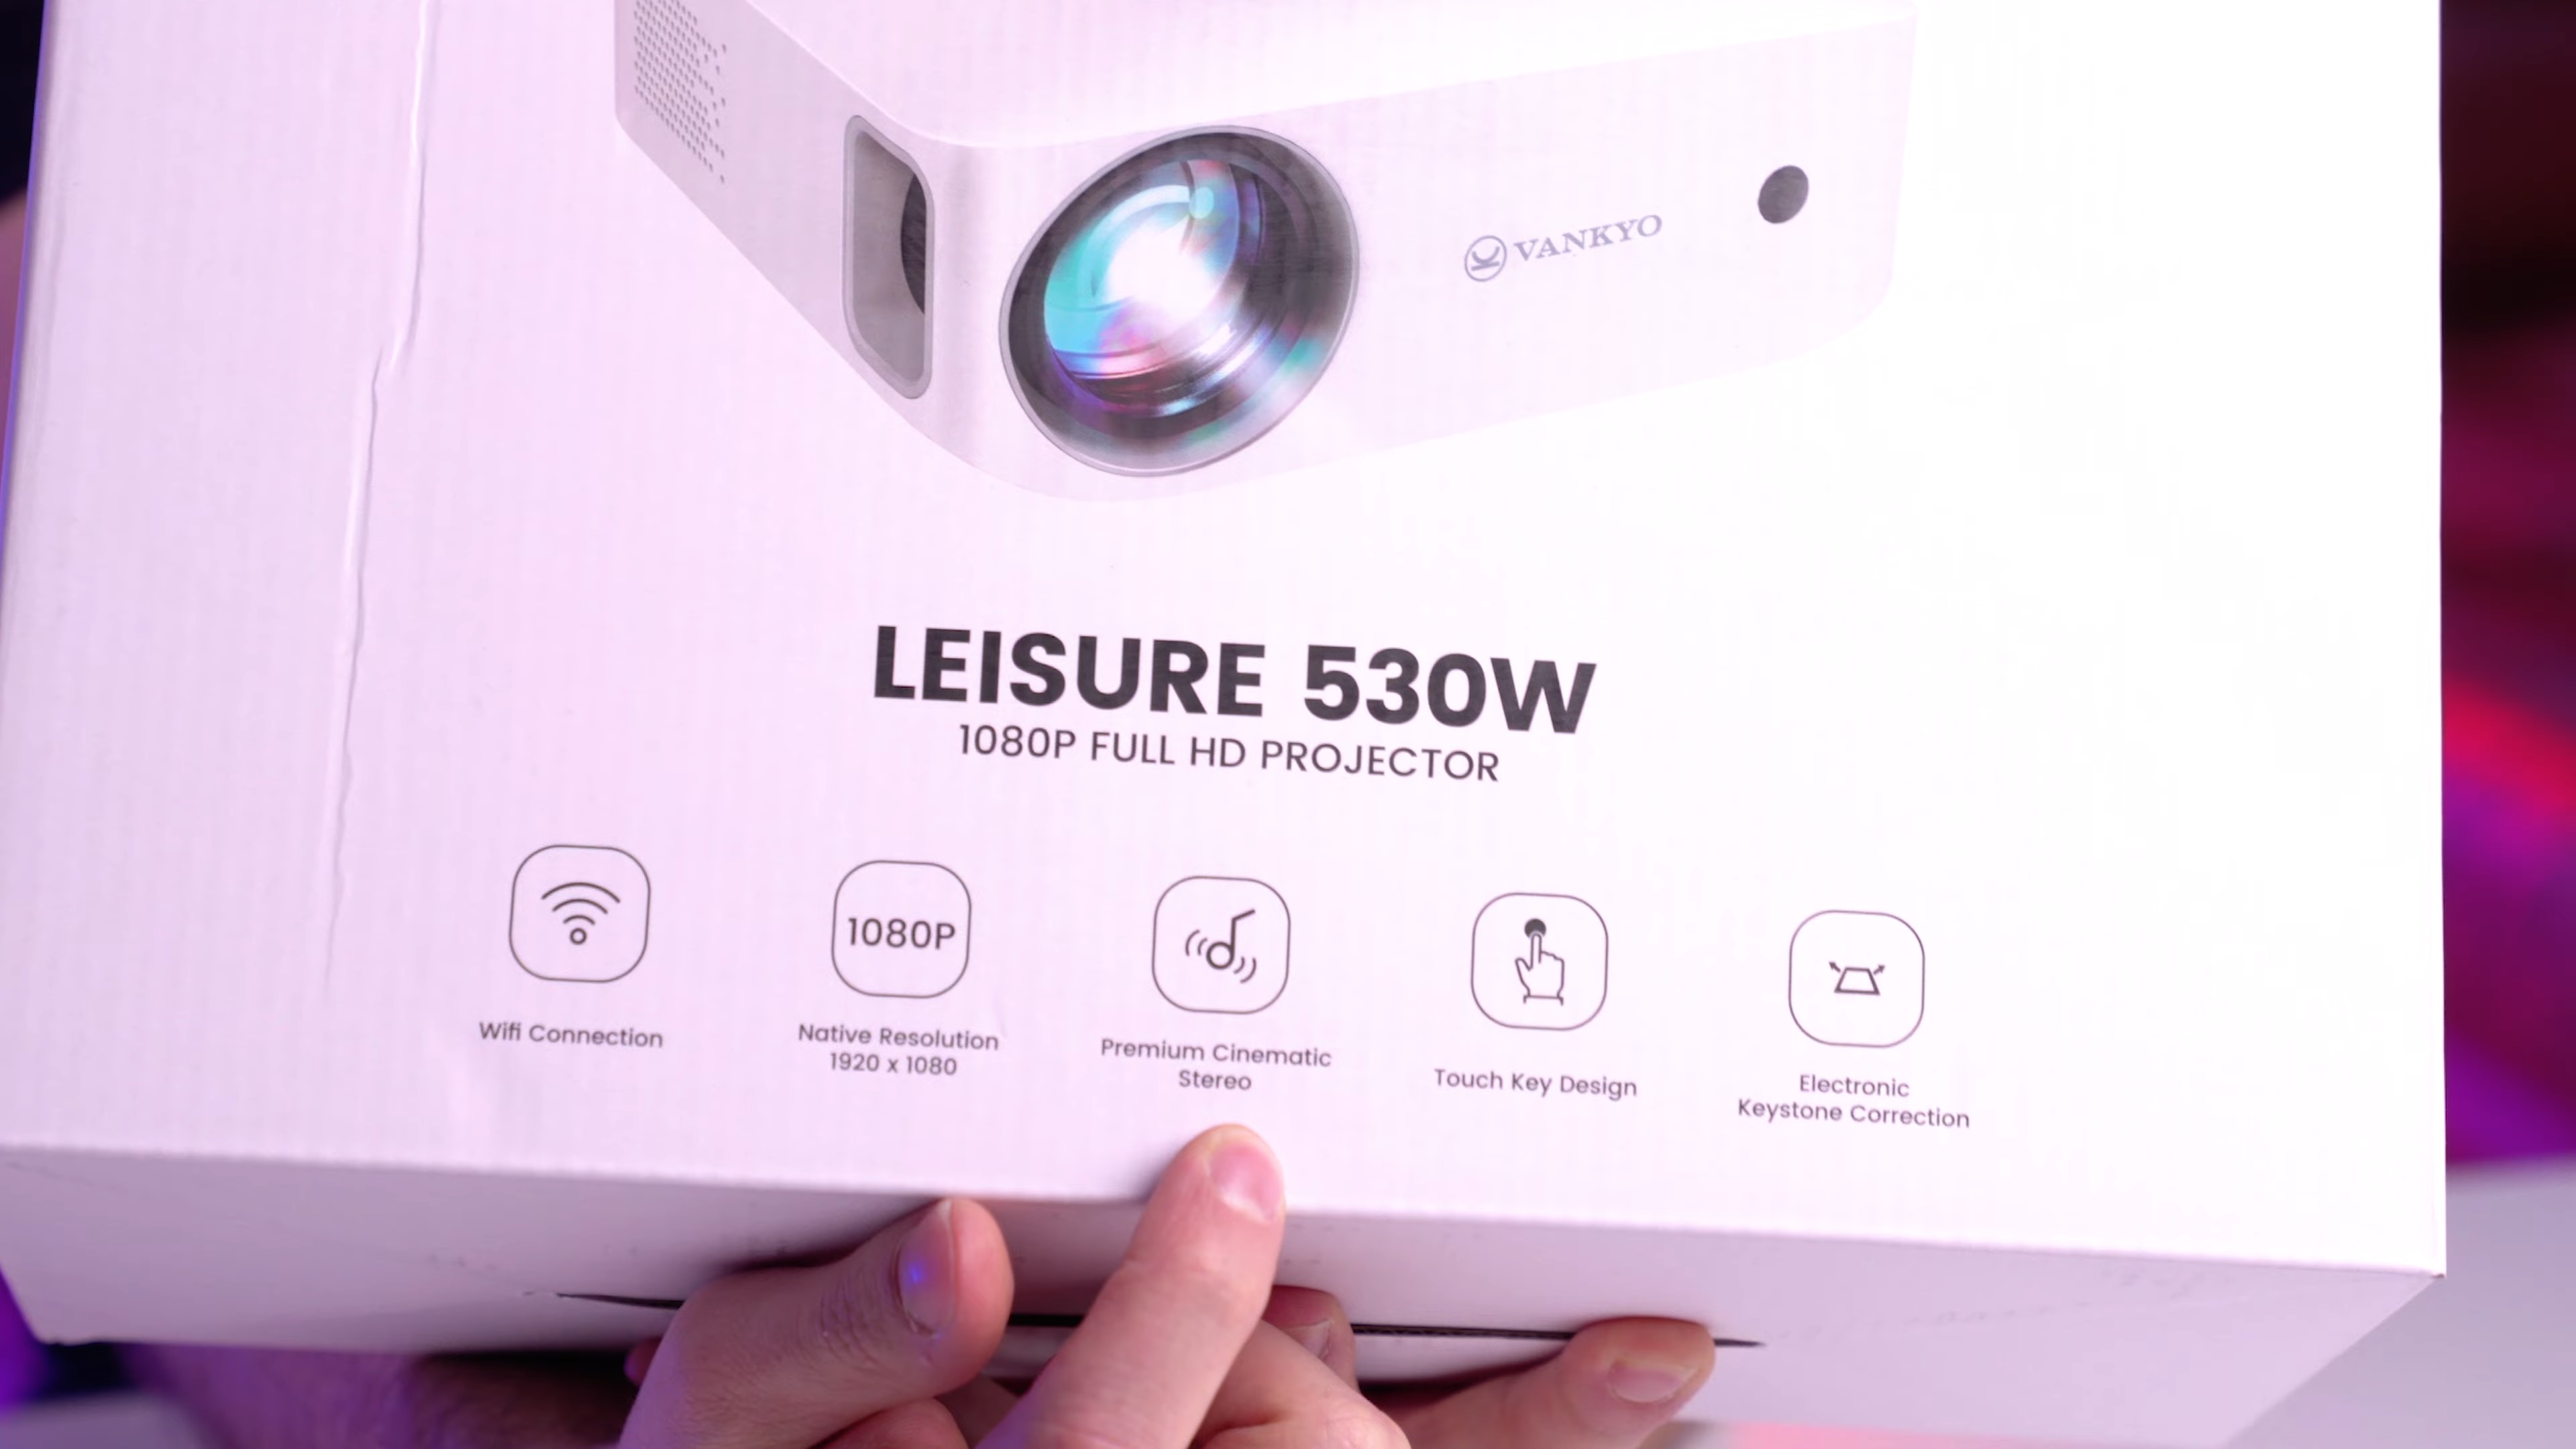 VANKYO
LEISURE 530W
1080P FULL HD PROJECTOR
1080P
Wifi Connection
Native Resolution
1920 x 1080
Premium Cinematic
Stereo
Touch Key Design
Electronic
Keystone Correction